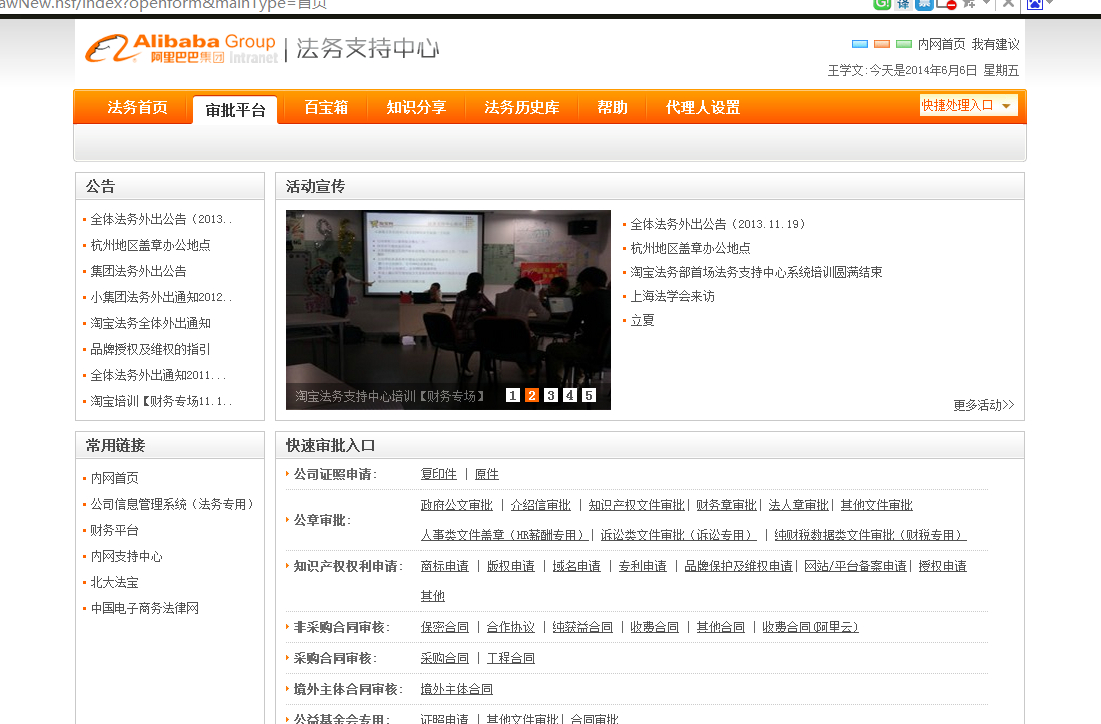 awNew.nsf/index?openform&mainType=首页
Alibaba Group
阿里巴巴集团 Intranet
法务支持中心
内网首页 我有建议
王学文:今天是2014年6月6日 星期五
法务首页 审批平台 百宝箱 知识分享 法务历史库 帮助 代理人设置
快捷处理入口
公告
全体法务外出公告（2013..
杭州地区盖章办公地点
集团法务外出公告
小集团法务外出通知2012..
淘宝法务全体外出通知
品牌授权及维权的指引
全体法务外出通知2011...
淘宝培训【财务专场11.1..
活动宣传
淘宝法务支持中心培训【财务专场】 1 2 3 4 5
全体法务外出公告（2013.11.19）
杭州地区盖章办公地点
淘宝法务部首场法务支持中心系统培训圆满结束
上海法学会来访
立夏
更多活动>>
常用链接
内网首页
公司信息管理系统（法务专用）
财务平台
内网支持中心
北大法宝
中国电子商务法律网
快速审批入口
公司证照申请: 复印件 | 原件
公章审批: 政府公文审批 | 介绍信审批 | 知识产权文件审批| 财务章审批| 法人章审批| 其他文件审批
人事类文件盖章（HR薪酬专用）| 诉讼类文件审批（诉讼专用） | 纯财税数据类文件审批（财税专用）
知识产权权利申请: 商标申请 | 版权申请 | 域名申请 | 专利申请 | 品牌保护及维权申请| 网站/平台备案申请| 授权申请
其他
非采购合同审核: 保密合同 | 合作协议 | 纯获益合同 | 收费合同 | 其他合同 | 收费合同(阿里云)
采购合同审核: 采购合同 | 工程合同
境外主体合同审核: 境外主体合同
公益基金会专用: 证照申请 | 其他文件审批| 合同审批